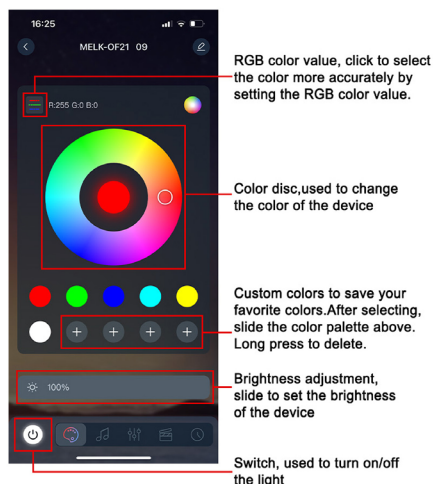 16:25
MELK-OF21 09
R:255 G:0 B:0
100%
RGB color value, click to select
the color more accurately by
setting the RGB color value.
Color disc,used to change
the color of the device
Custom colors to save your
favorite colors.After selecting,
slide the color palette above.
Long press to delete.
Brightness adjustment,
slide to set the brightness
of the device
Switch, used to turn on/off
the light